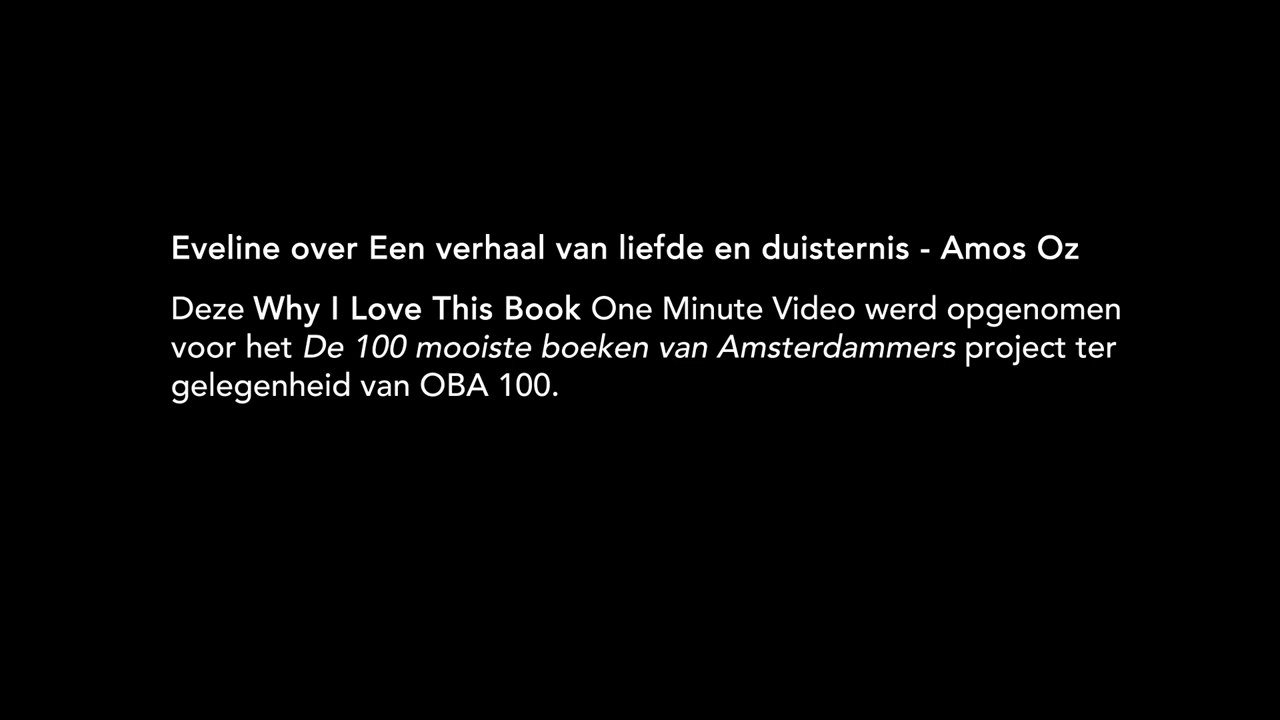 Eveline over Een verhaal van liefde en duisternis - Amos Oz
Deze Why I Love This Book One Minute Video werd opgenomen
voor het De 100 mooiste boeken van Amsterdammers project ter
gelegenheid van OBA 100.